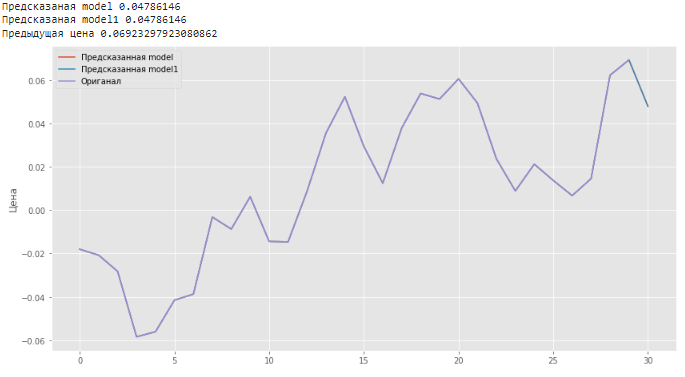 Предсказаная model 0.04786146
Предсказаная model1 0.04786146
Предыдущая цена 0.06923297923080862
Предсказанная model
Предсказанная model1
Ориганал
0.06
0.04
0.02
0.00
−0.02
−0.04
−0.06
Цена
0 5 10 15 20 25 30